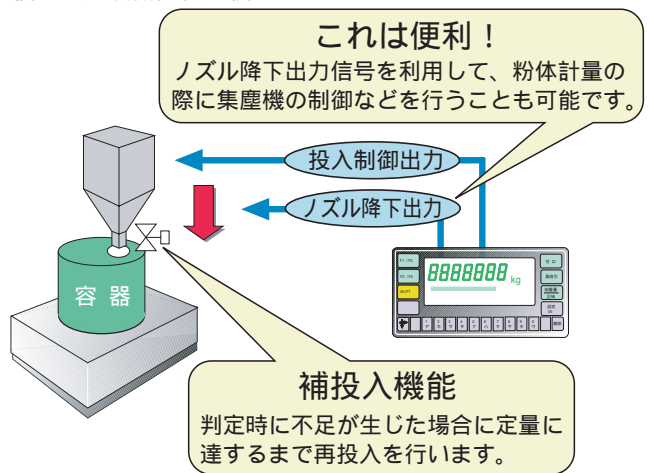 これは便利！
ノズル降下出力信号を利用して、粉体計量の
際に集塵機の制御などを行うことも可能です。
投入制御出力
ノズル降下出力
8888888 kg
容器
補投入機能
判定時に不足が生じた場合に定量に
達するまで再投入を行います。